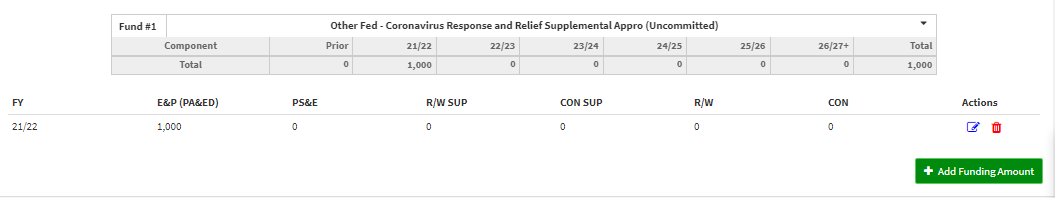 Fund #1 Other Fed - Coronavirus Response and Relief Supplemental Appro (Uncommitted)
Component Prior 21/22 22/23 23/24 24/25 25/26 26/27+ Total
Total 0 1,000 0 0 0 0 0 1,000
FY E&P (PA&ED) PS&E R/W SUP CON SUP R/W CON Actions
21/22 1,000 0 0 0 0 0
+ Add Funding Amount